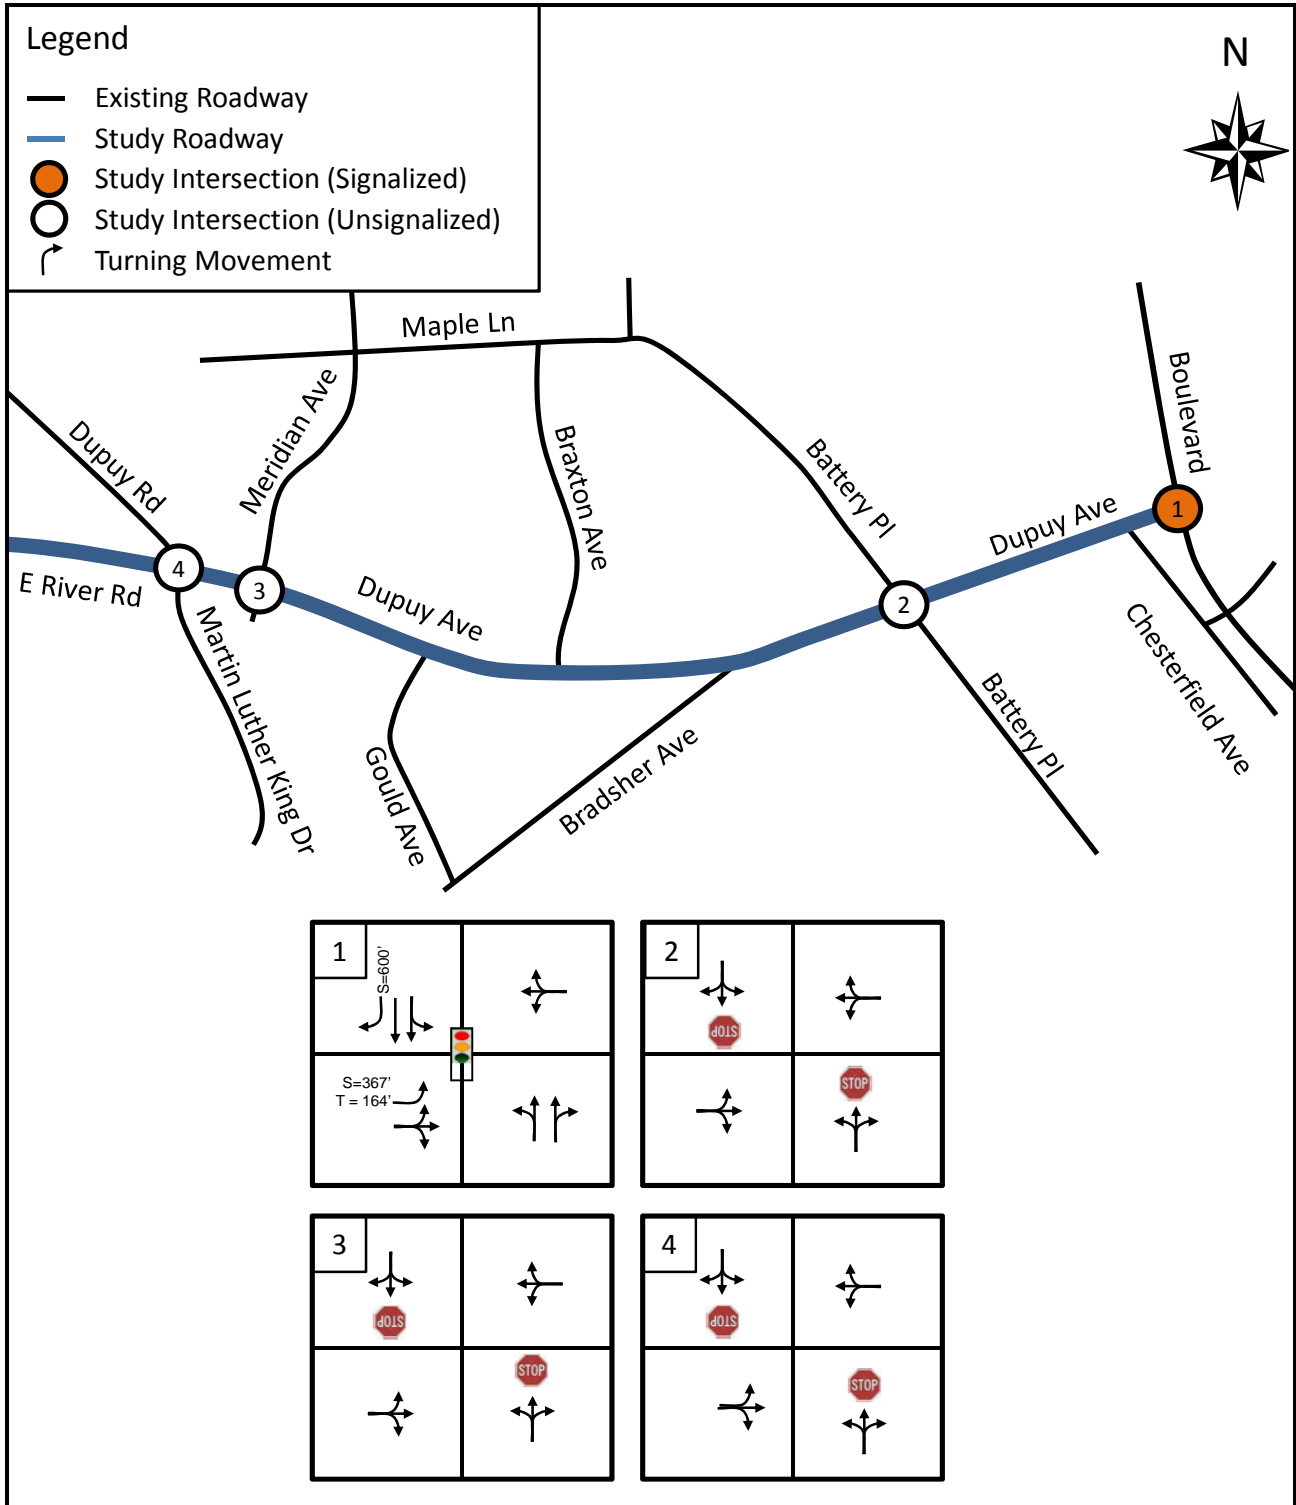 Legend
N
Existing Roadway
Study Roadway
Study Intersection (Signalized)
Study Intersection (Unsignalized)
Turning Movement
Maple Ln
Meridian Ave
Boulevard
Dupuy Rd
Braxton Ave
Battery Pl
Dupuy Ave
1
4
3
E River Rd
Dupuy Ave
2
Martin Luther King Dr
Chesterfield Ave
Battery Pl
Gould Ave
Bradsher Ave
1
S=600'
S=367'
T = 164'
2
STOP
STOP
3
STOP
STOP
4
STOP
STOP